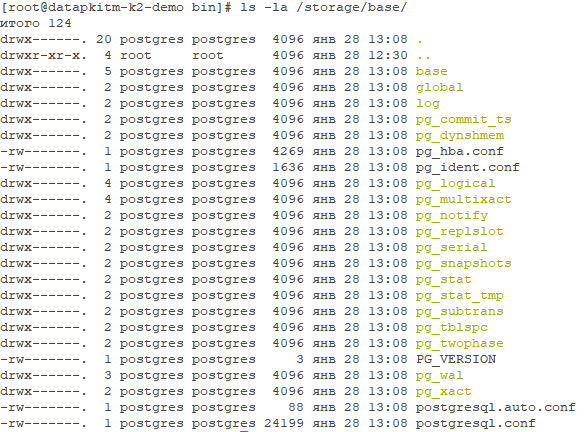 [root@datapkitm-k2-demo bin]# ls -la /storage/base/
итого 124
drwx------. 20 postgres postgres  4096 янв 28 13:08 .
drwxr-xr-x.  4 root     root      4096 янв 28 12:30 ..
drwx------.  5 postgres postgres  4096 янв 28 13:08 base
drwx------.  2 postgres postgres  4096 янв 28 13:08 global
drwx------.  2 postgres postgres  4096 янв 28 13:08 log
drwx------.  2 postgres postgres  4096 янв 28 13:08 pg_commit_ts
drwx------.  2 postgres postgres  4096 янв 28 13:08 pg_dynshmem
-rw-------.  1 postgres postgres  4269 янв 28 13:08 pg_hba.conf
-rw-------.  1 postgres postgres  1636 янв 28 13:08 pg_ident.conf
drwx------.  4 postgres postgres  4096 янв 28 13:08 pg_logical
drwx------.  4 postgres postgres  4096 янв 28 13:08 pg_multixact
drwx------.  2 postgres postgres  4096 янв 28 13:08 pg_notify
drwx------.  2 postgres postgres  4096 янв 28 13:08 pg_replslot
drwx------.  2 postgres postgres  4096 янв 28 13:08 pg_serial
drwx------.  2 postgres postgres  4096 янв 28 13:08 pg_snapshots
drwx------.  2 postgres postgres  4096 янв 28 13:08 pg_stat
drwx------.  2 postgres postgres  4096 янв 28 13:08 pg_stat_tmp
drwx------.  2 postgres postgres  4096 янв 28 13:08 pg_subtrans
drwx------.  2 postgres postgres  4096 янв 28 13:08 pg_tblspc
drwx------.  2 postgres postgres  4096 янв 28 13:08 pg_twophase
-rw-------.  1 postgres postgres     3 янв 28 13:08 PG_VERSION
drwx------.  3 postgres postgres  4096 янв 28 13:08 pg_wal
drwx------.  2 postgres postgres  4096 янв 28 13:08 pg_xact
-rw-------.  1 postgres postgres    88 янв 28 13:08 postgresql.auto.conf
-rw-------.  1 postgres postgres 24199 янв 28 13:08 postgresql.conf